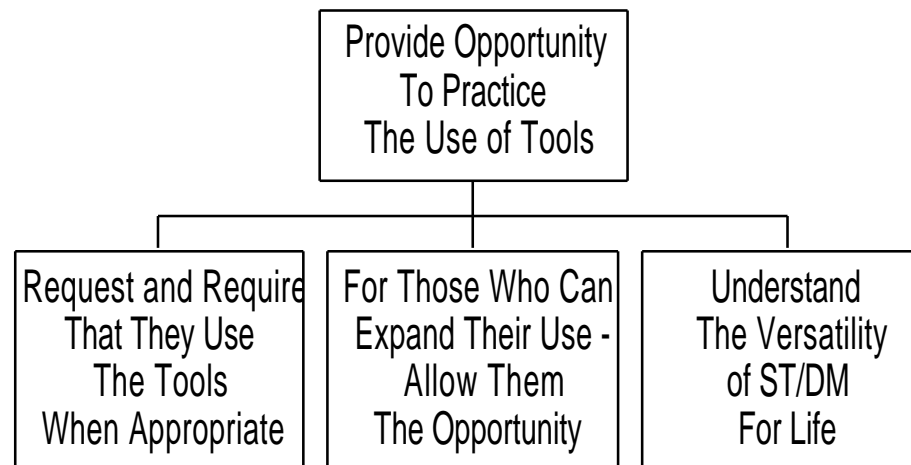 Provide Opportunity
To Practice
The Use of Tools
Request and Require
That They Use
The Tools
When Appropriate
For Those Who Can
Expand Their Use -
Allow Them
The Opportunity
Understand
The Versatility
of ST/DM
For Life